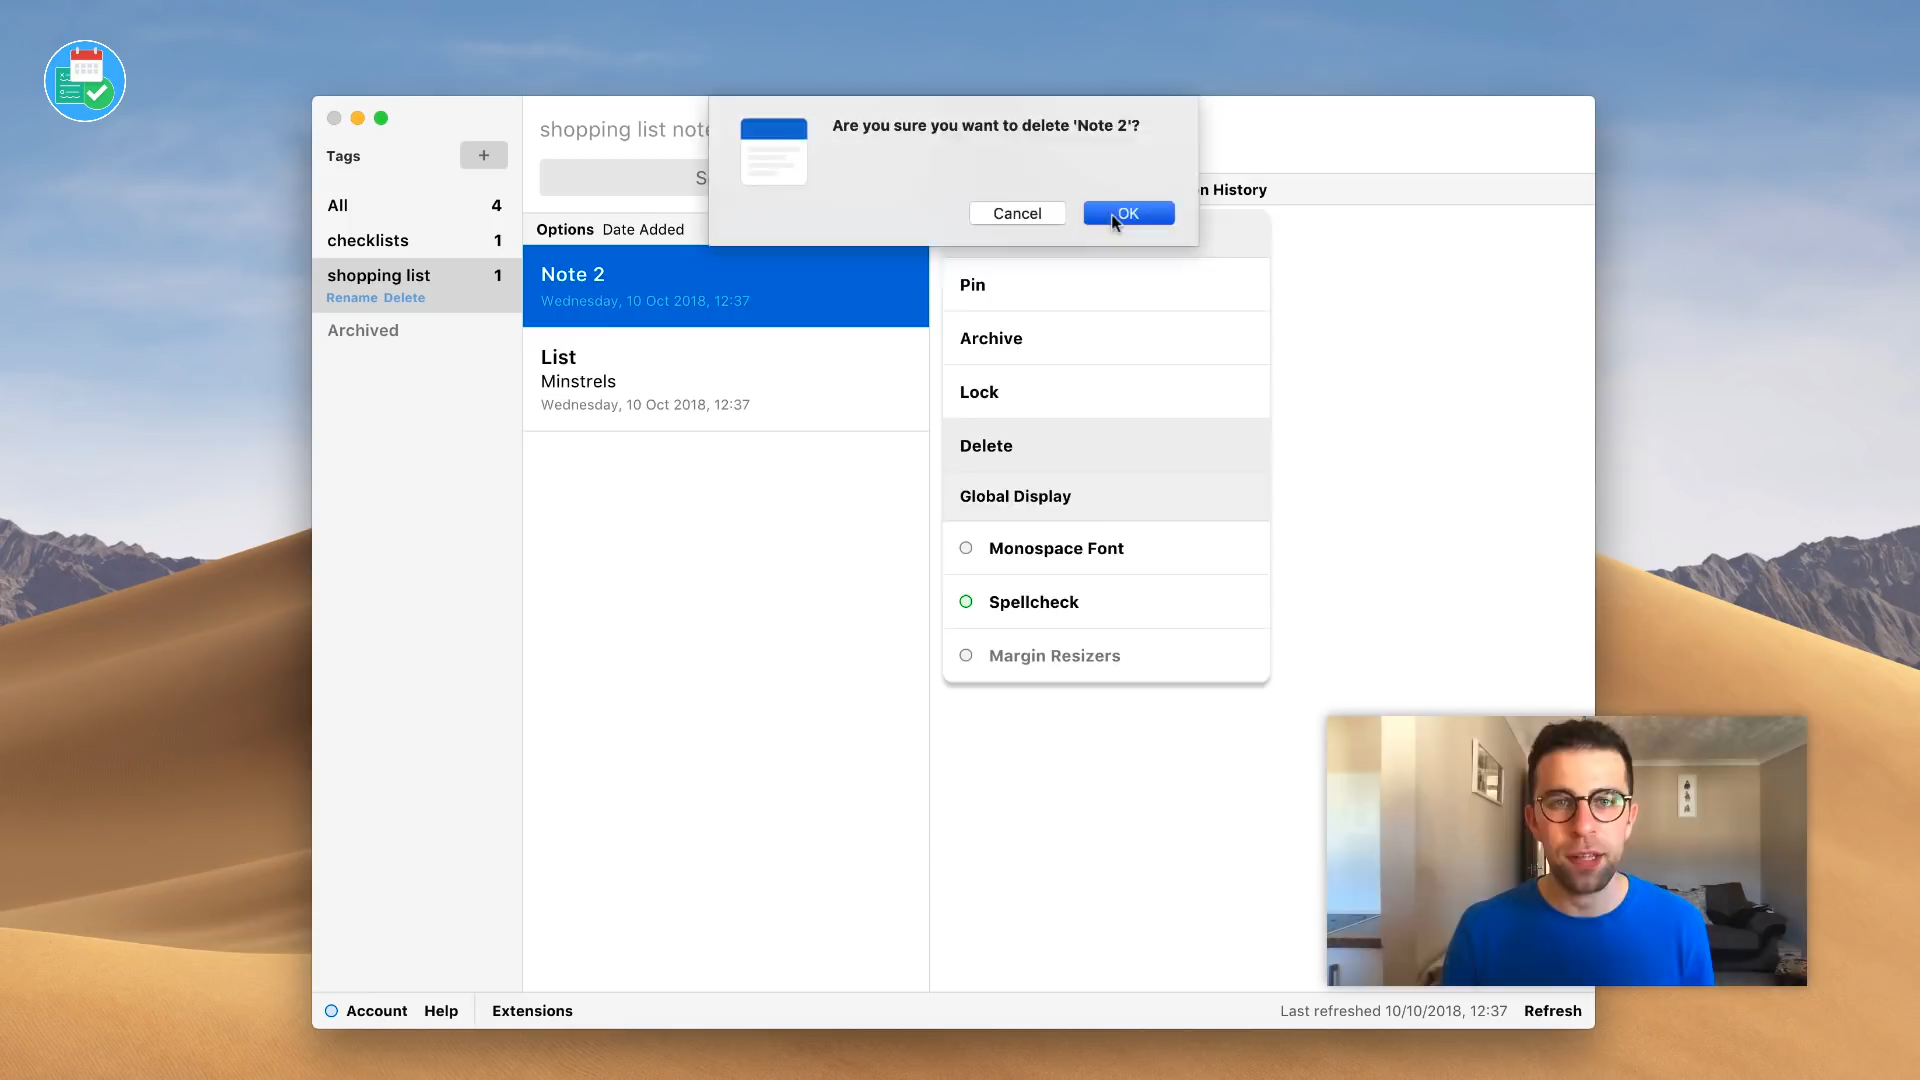 Tags
+
All 4
checklists 1
shopping list 1
Rename Delete
Archived
shopping list note
S
Options Date Added
Note 2
Wednesday, 10 Oct 2018, 12:37
List
Minstrels
Wednesday, 10 Oct 2018, 12:37
Are you sure you want to delete 'Note 2'?
Cancel OK
n History
Pin
Archive
Lock
Delete
Global Display
Monospace Font
Spellcheck
Margin Resizers
Account Help Extensions
Last refreshed 10/10/2018, 12:37 Refresh